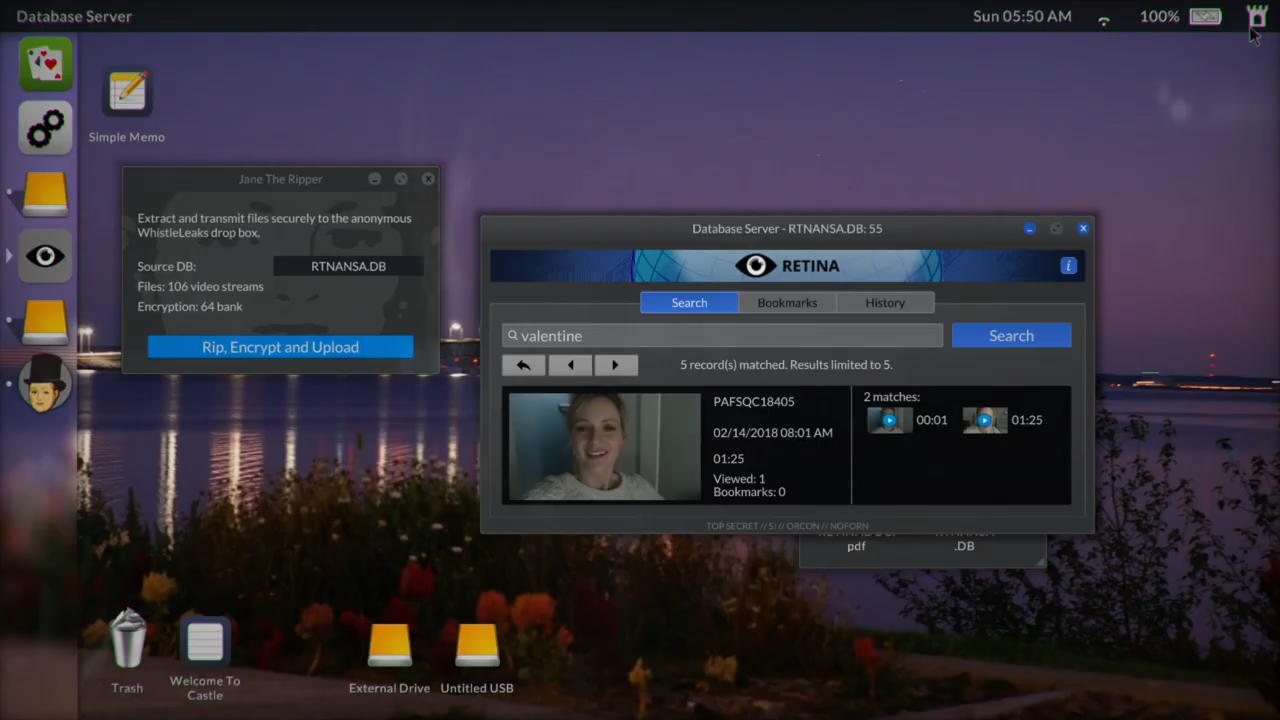 Database Server
Sun 05:50 AM
100%
Simple Memo
Jane The Ripper
Extract and transmit files securely to the anonymous
WhistleLeaks drop box.
Source DB:
RTNANSA.DB
Files: 106 video streams
Encryption: 64 bank
Rip, Encrypt and Upload
Database Server - RTNANSA.DB: 55
RETINA
i
Search
Bookmarks
History
valentine
Search
5 record(s) matched. Results limited to 5.
PAFSQC18405
02/14/2018 08:01 AM
01:25
Viewed: 1
Bookmarks: 0
2 matches:
00:01
01:25
TOP SECRET // SI // ORCON // NOFORN
pdf
.DB
Trash
Welcome To
Castle
External Drive
Untitled USB